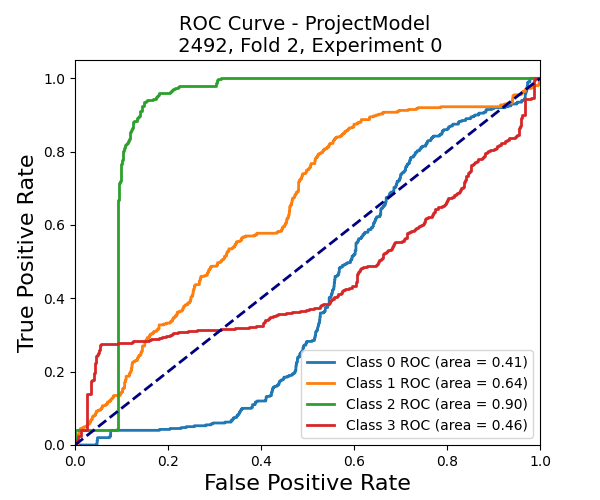 ROC Curve - ProjectModel
2492, Fold 2, Experiment 0
True Positive Rate
1.0
0.8
0.6
0.4
0.2
0.0
Class 0 ROC (area = 0.41)
Class 1 ROC (area = 0.64)
Class 2 ROC (area = 0.90)
Class 3 ROC (area = 0.46)
0.0 0.2 0.4 0.6 0.8 1.0
False Positive Rate